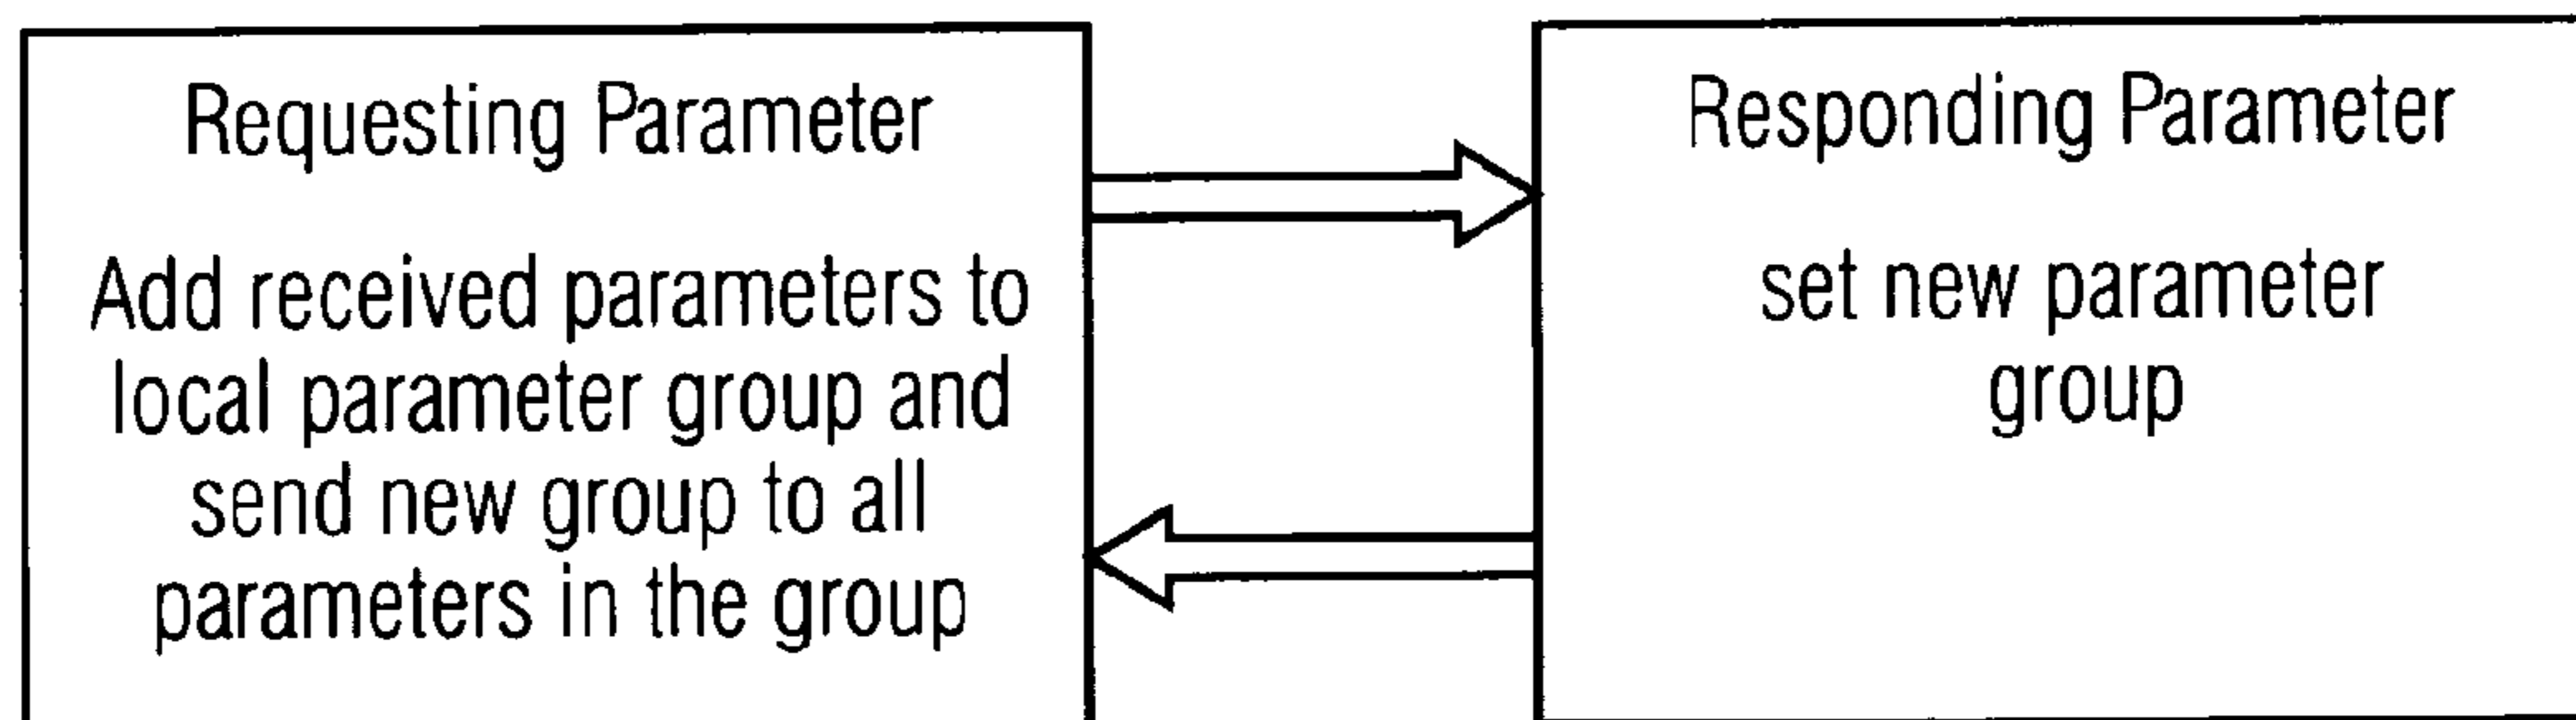 Requesting Parameter
Add received parameters to
local parameter group and
send new group to all
parameters in the group
Responding Parameter
set new parameter
group